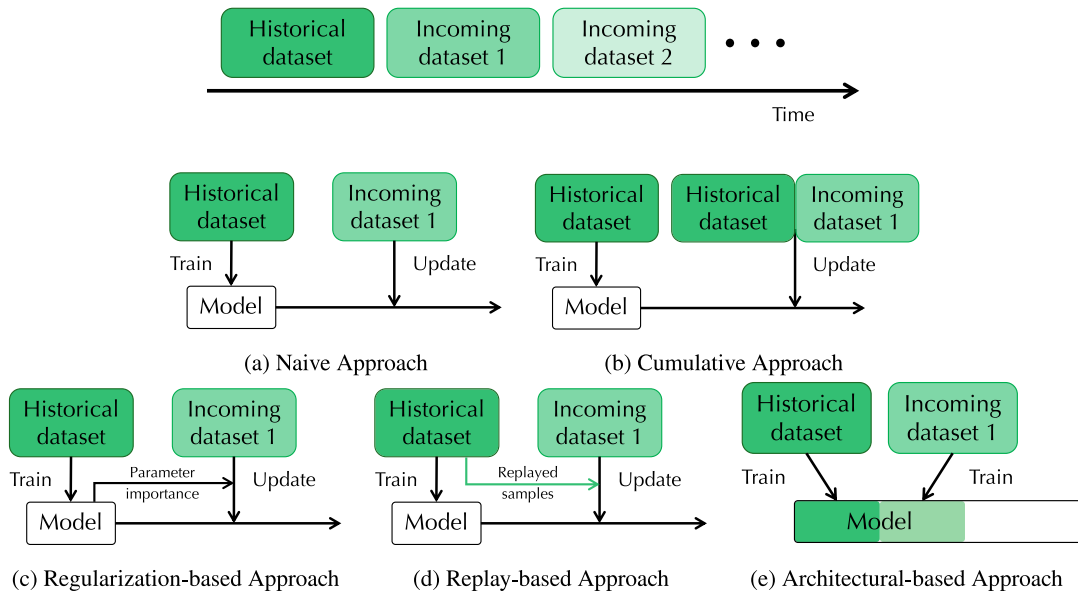 Historical
dataset
Incoming
dataset 1
Incoming
dataset 2
Time
Historical
dataset
Incoming
dataset 1
Train
Update
Model
(a) Naive Approach
Historical
dataset
Historical
dataset
Incoming
dataset 1
Train
Update
Model
(b) Cumulative Approach
Historical
dataset
Incoming
dataset 1
Train
Parameter
importance
Update
Model
(c) Regularization-based Approach
Historical
dataset
Incoming
dataset 1
Train
Replayed
samples
Update
Model
(d) Replay-based Approach
Historical
dataset
Incoming
dataset 1
Train
Train
Model
(e) Architectural-based Approach